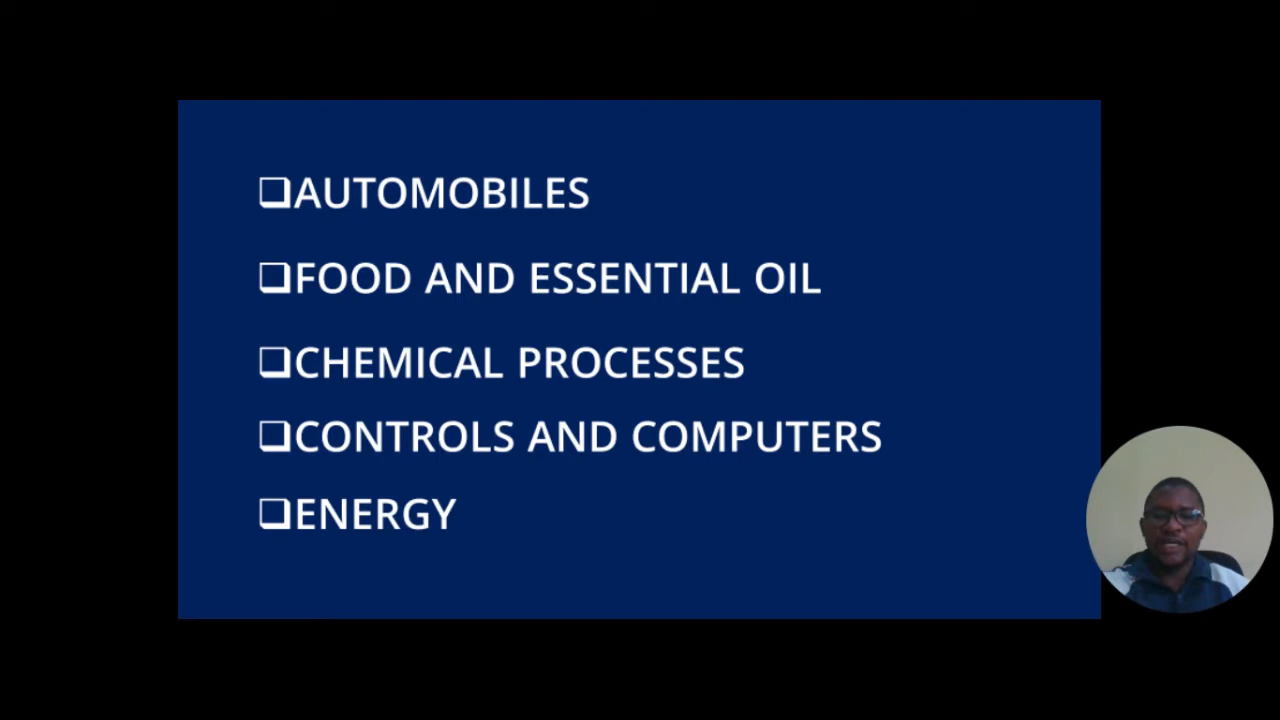 ❑AUTOMOBILES
❑FOOD AND ESSENTIAL OIL
❑CHEMICAL PROCESSES
❑CONTROLS AND COMPUTERS
❑ENERGY